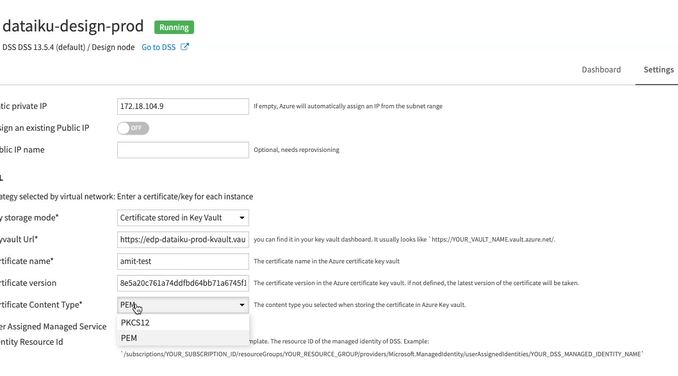 dataiku-design-prod Running
DSS DSS 13.5.4 (default) / Design node Go to DSS
Dashboard Settings
tic private IP 172.18.104.9 If empty, Azure will automatically assign an IP from the subnet range
sign an existing Public IP OFF
blic IP name Optional, needs reprovisioning
L
ategy selected by virtual network: Enter a certificate/key for each instance
y storage mode* Certificate stored in Key Vault
yvault Url* https://edp-dataiku-prod-kvault.vau you can find it in your key vault dashboard. It usually looks like `https://YOUR_VAULT_NAME.vault.azure.net/.
rtificate name* amit-test The certificate name in the Azure certificate key vault
rtificate version 8e5a20c761a74ddfbd64bb71a6745f1 The certificate version in the Azure certificate key vault. if not defined, the latest version of the certificate will be taken.
rtificate Content Type* PEM The content type you selected when storing the certificate in Azure Key vault.
PKCS12
er Assigned Managed Service
PEM
entity Resource Id mplate. The resource ID of the managed identity of DSS. Example:
`/subscriptions/YOUR_SUBSCRIPTION_ID/resourceGroups/YOUR_RESOURCE_GROUP/providers/Microsoft.ManagedIdentity/userAssignedIdentities/YOUR_DSS_MANAGED_IDENTITY_NAME`